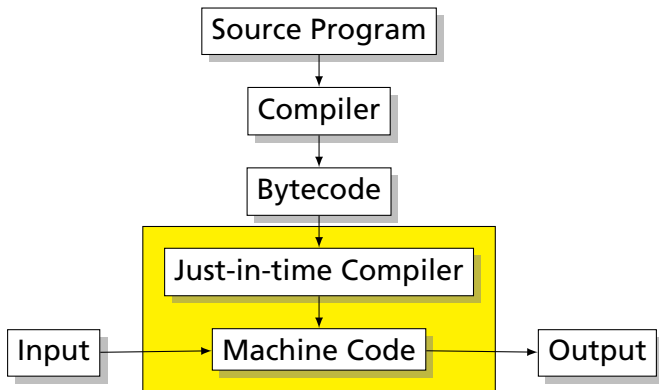 Source Program
Compiler
Bytecode
Just-in-time Compiler
Input
Machine Code
Output